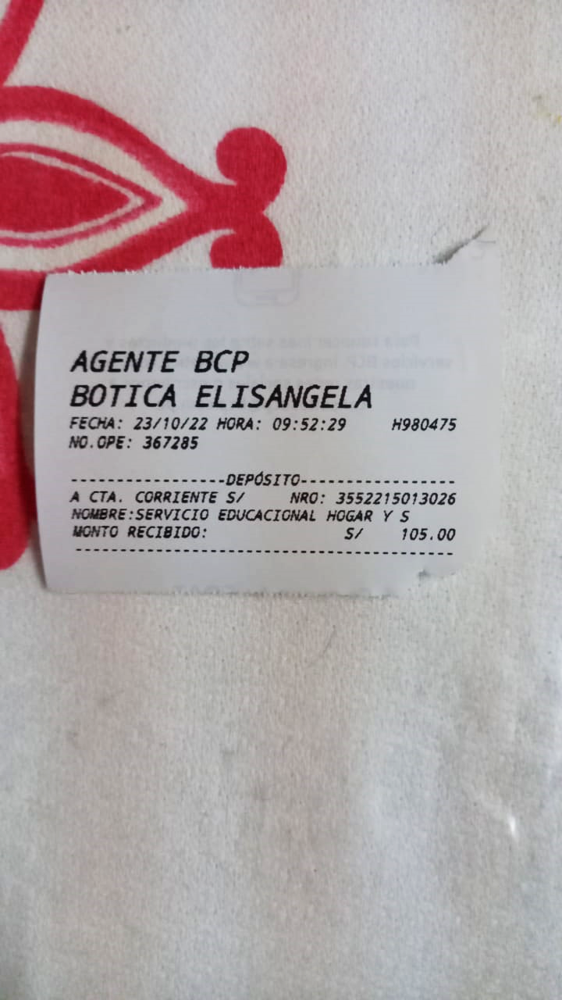 AGENTE BCP
BOTICA ELISANGELA
FECHA: 23/10/22 HORA: 09:52:29 H980475
NO.OPE: 367285
-----------------DEPÓSITO-----------------
A CTA. CORRIENTE S/ NRO: 3552215013026
NOMBRE:SERVICIO EDUCACIONAL HOGAR Y S
MONTO RECIBIDO: S/ 105.00
------------------------------------------